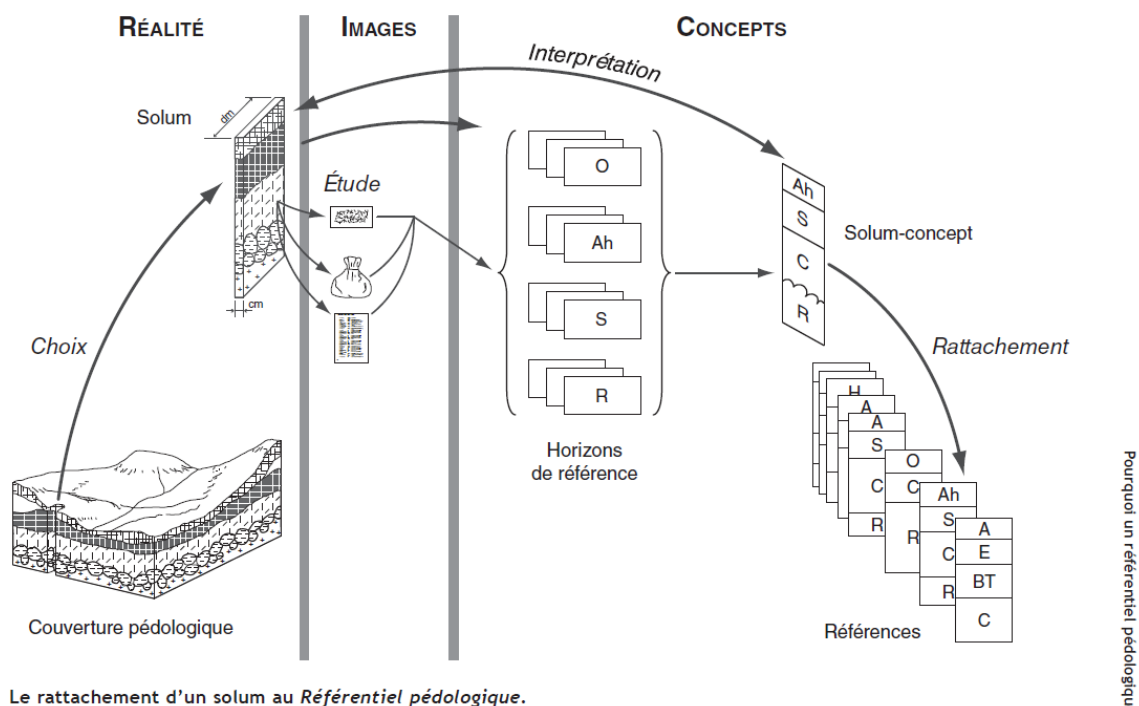 RÉALITÉ
IMAGES
CONCEPTS
Interprétation
Solum
dm
Étude
cm
Choix
Couverture pédologique
O
Ah
S
R
Horizons
de référence
Ah
S
C
R
Solum-concept
Rattachement
H
A
A
S
C
R
O
C
R
Ah
S
C
R
A
E
BT
C
Références
Pourquoi un référentiel pédologiqu
Le rattachement d'un solum au Référentiel pédologique.